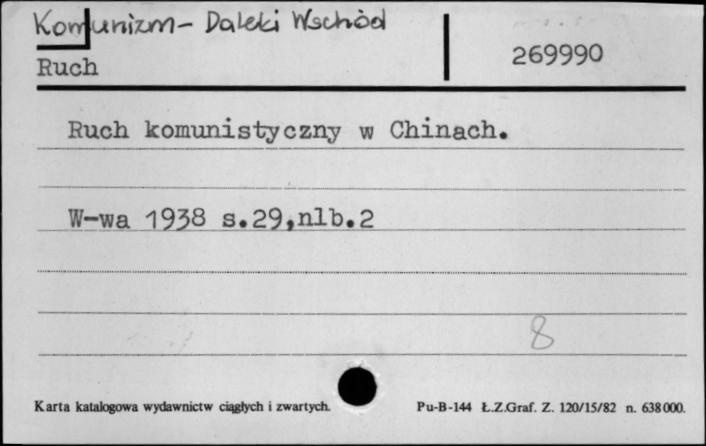 Komunizm - Daleki Wschód
Ruch
269990
Ruch komunistyczny w Chinach.
W-wa 1938 s.29,nlb.2
8
Karta katalogowa wydawnictw ciągłych i zwartych.
Pu-B-144 Ł.Z.Graf. Z. 120/15/82 n. 638000.